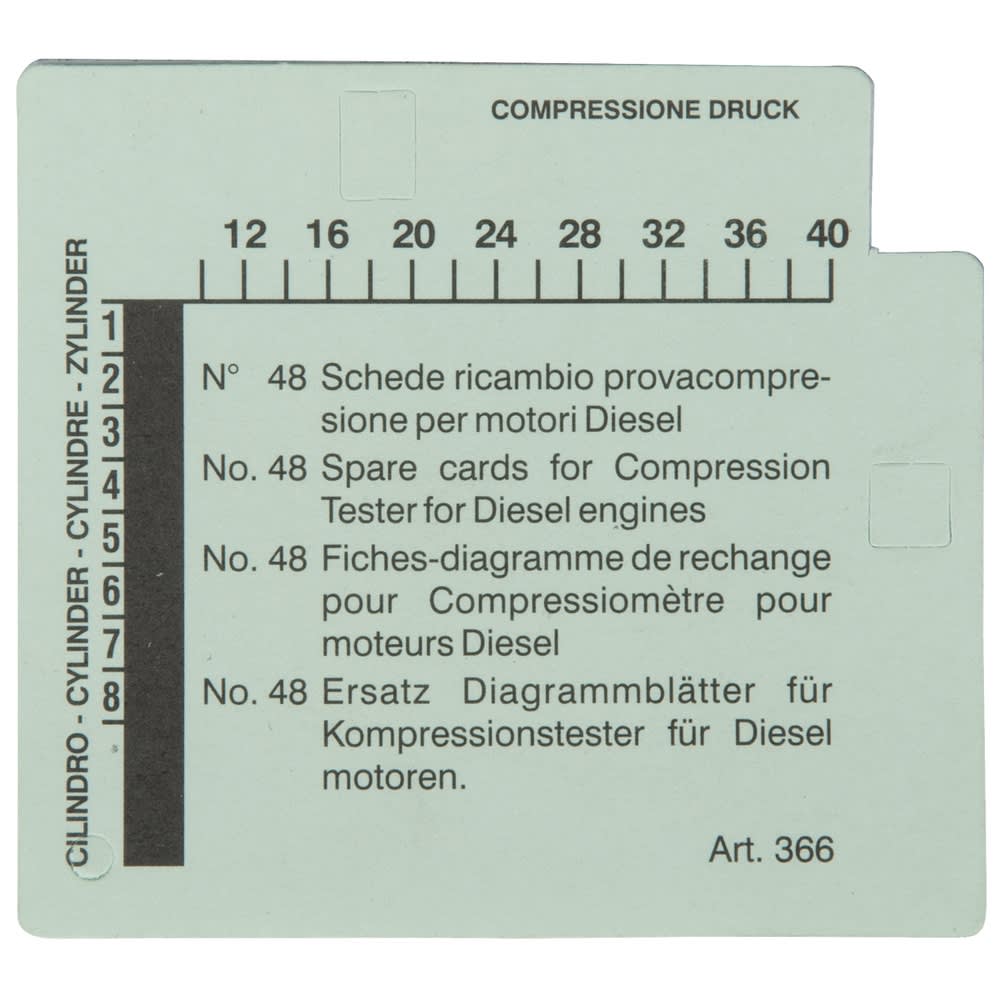 COMPRESSIONE DRUCK
12 16 20 24 28 32 36 40
CILINDRO - CYLINDER - CYLINDRE - ZYLINDER
1
2
3
4
5
6
7
8
N° 48 Schede ricambio provacompre-
sione per motori Diesel
No. 48 Spare cards for Compression
Tester for Diesel engines
No. 48 Fiches-diagramme de rechange
pour Compressiomètre pour
moteurs Diesel
No. 48 Ersatz Diagrammblätter für
Kompressionstester für Diesel
motoren.
Art. 366